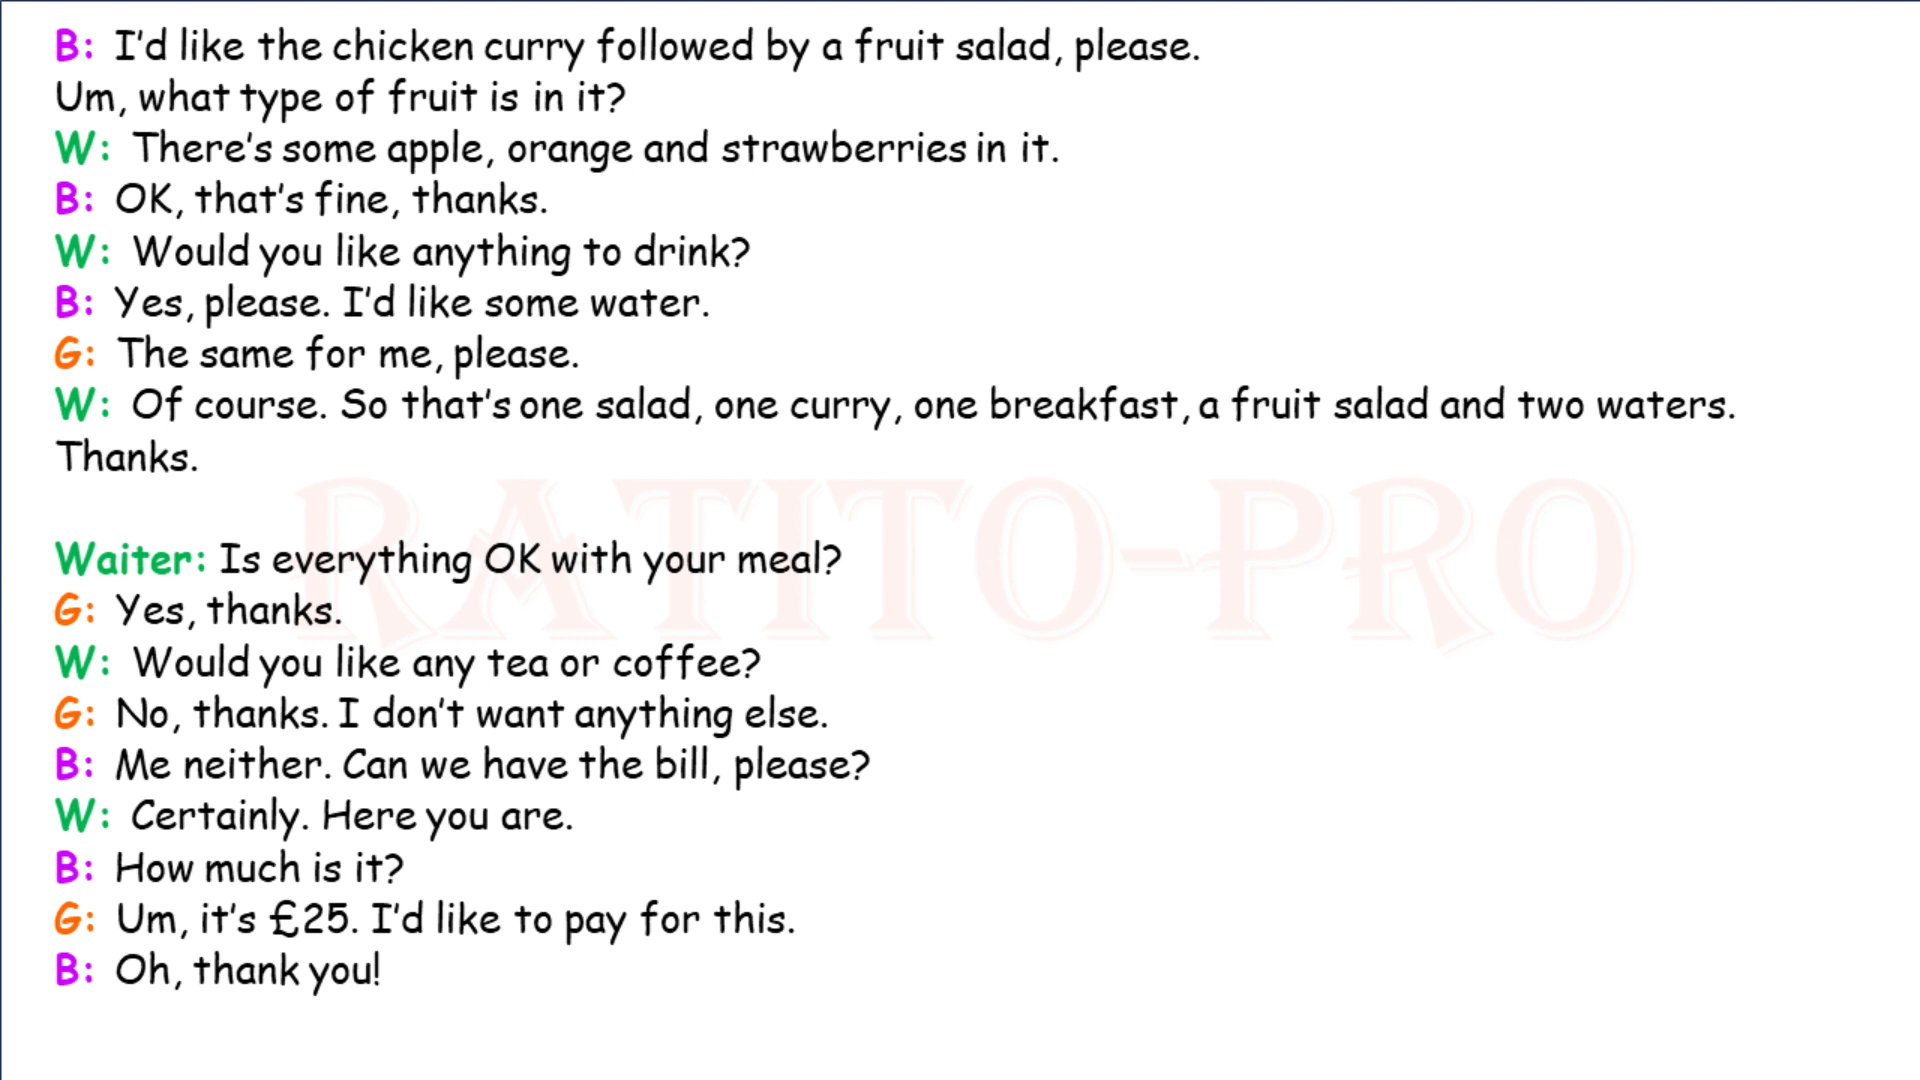 B: I'd like the chicken curry followed by a fruit salad, please.
Um, what type of fruit is in it?
W: There's some apple, orange and strawberries in it.
B: OK, that's fine, thanks.
W: Would you like anything to drink?
B: Yes, please. I'd like some water.
G: The same for me, please.
W: Of course. So that's one salad, one curry, one breakfast, a fruit salad and two waters.
Thanks.
RATITO-PRO
Waiter: Is everything OK with your meal?
G: Yes, thanks.
W: Would you like any tea or coffee?
G: No, thanks. I don't want anything else.
B: Me neither. Can we have the bill, please?
W: Certainly. Here you are.
B: How much is it?
G: Um, it's £25. I'd like to pay for this.
B: Oh, thank you!